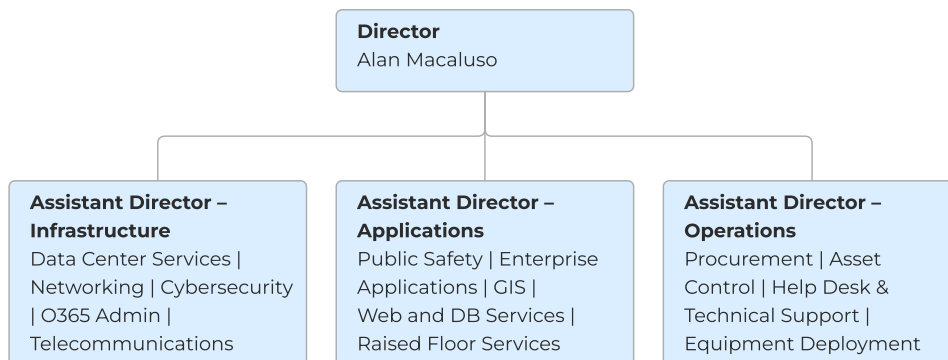 Director
Alan Macaluso
Assistant Director –
Infrastructure
Data Center Services |
Networking | Cybersecurity
| O365 Admin |
Telecommunications
Assistant Director –
Applications
Public Safety | Enterprise
Applications | GIS |
Web and DB Services |
Raised Floor Services
Assistant Director –
Operations
Procurement | Asset
Control | Help Desk &
Technical Support |
Equipment Deployment